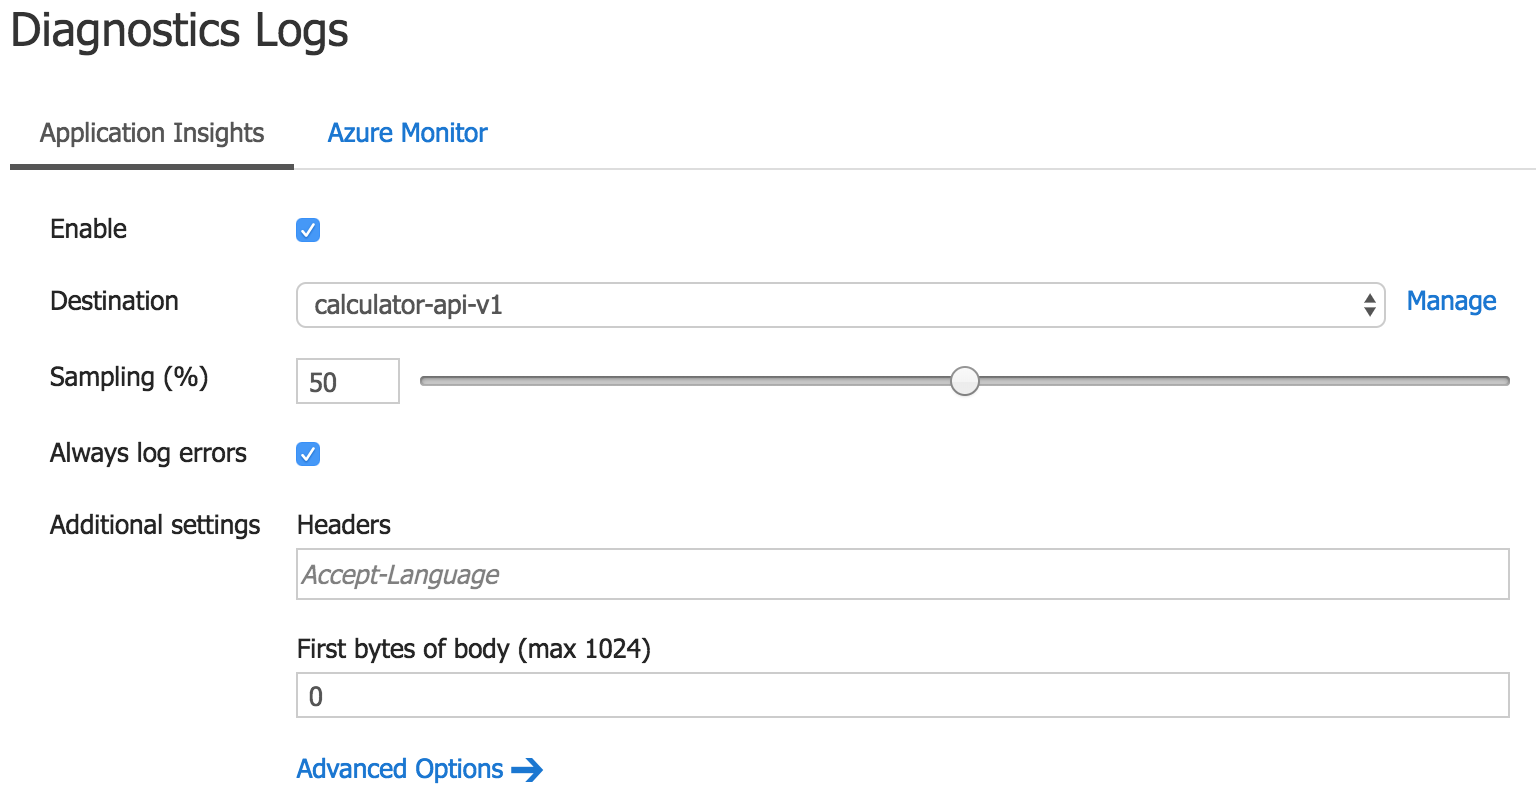 Diagnostics Logs
Application Insights Azure Monitor
Enable
Destination calculator-api-v1 Manage
Sampling (%) 50
Always log errors
Additional settings Headers
Accept-Language
First bytes of body (max 1024)
0
Advanced Options